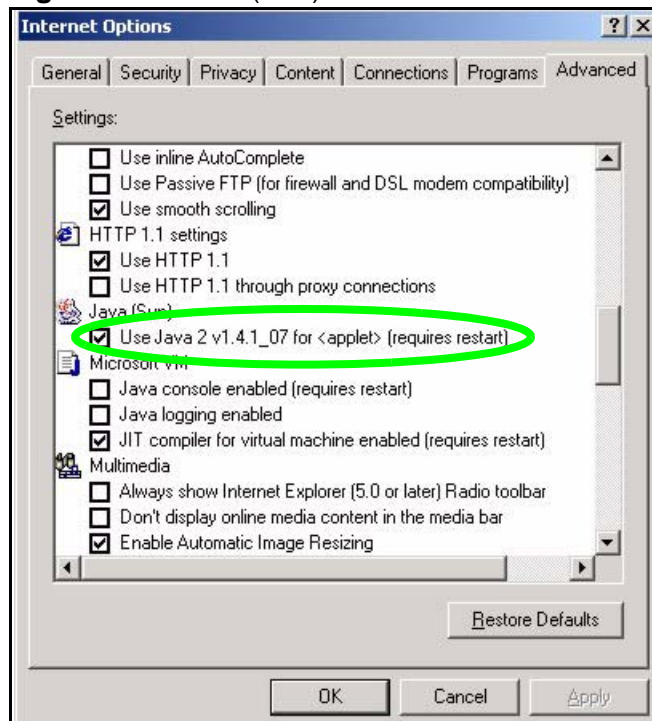 Internet Options
General Security Privacy Content Connections Programs Advanced
Settings:
Use inline AutoComplete
Use Passive FTP (for firewall and DSL modem compatibility)
Use smooth scrolling
HTTP 1.1 settings
Use HTTP 1.1
Use HTTP 1.1 through proxy connections
Java (Sun)
Use Java 2 v1.4.1_07 for <applet> (requires restart)
Microsoft VM
Java console enabled (requires restart)
Java logging enabled
JIT compiler for virtual machine enabled (requires restart)
Multimedia
Always show Internet Explorer (5.0 or later) Radio toolbar
Don't display online media content in the media bar
Enable Automatic Image Resizing
Restore Defaults
OK Cancel Apply